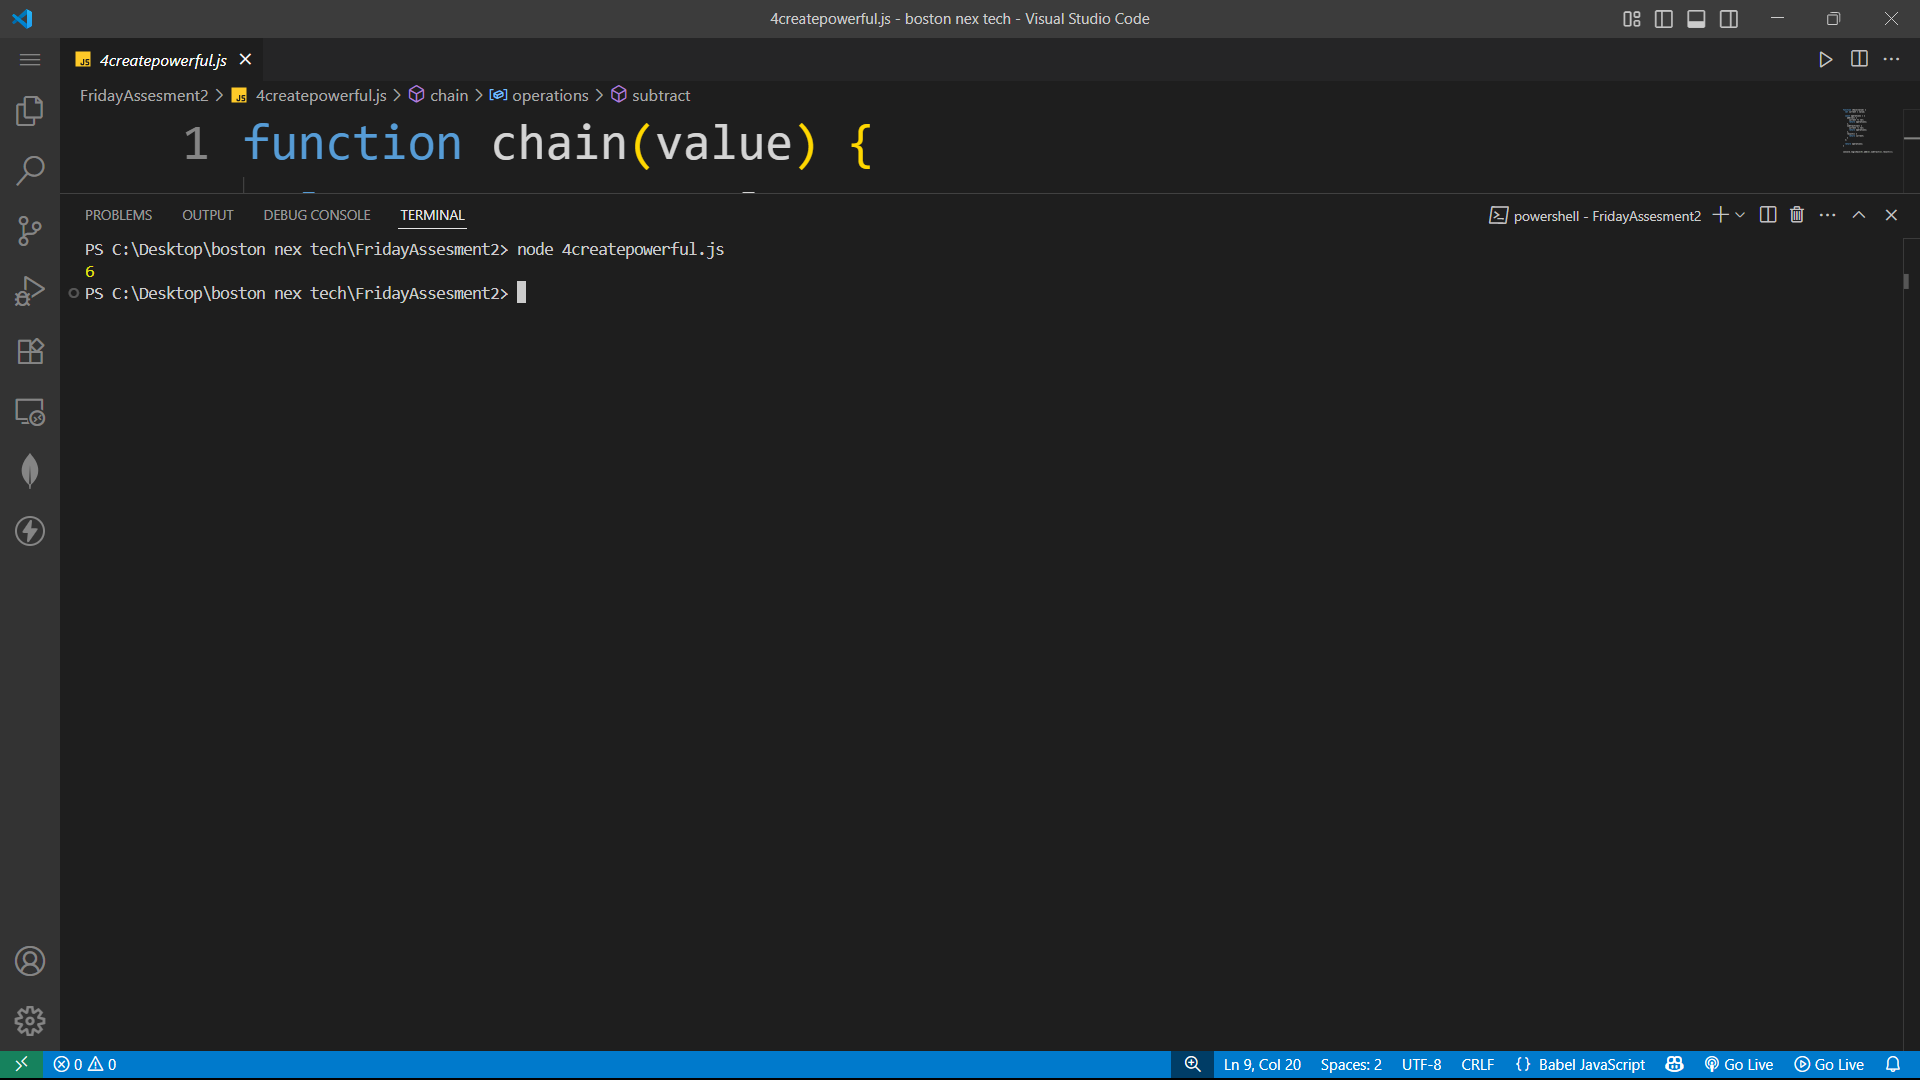 4createpowerful.js - boston nex tech - Visual Studio Code
4createpowerful.js
FridayAssesment2 > 4createpowerful.js > chain > operations > subtract
1 function chain(value) {
PROBLEMS OUTPUT DEBUG CONSOLE TERMINAL powershell - FridayAssesment2
PS C:\Desktop\boston nex tech\FridayAssesment2> node 4createpowerful.js
6
PS C:\Desktop\boston nex tech\FridayAssesment2>
0 0 Ln 9, Col 20 Spaces: 2 UTF-8 CRLF {} Babel JavaScript Go Live Go Live